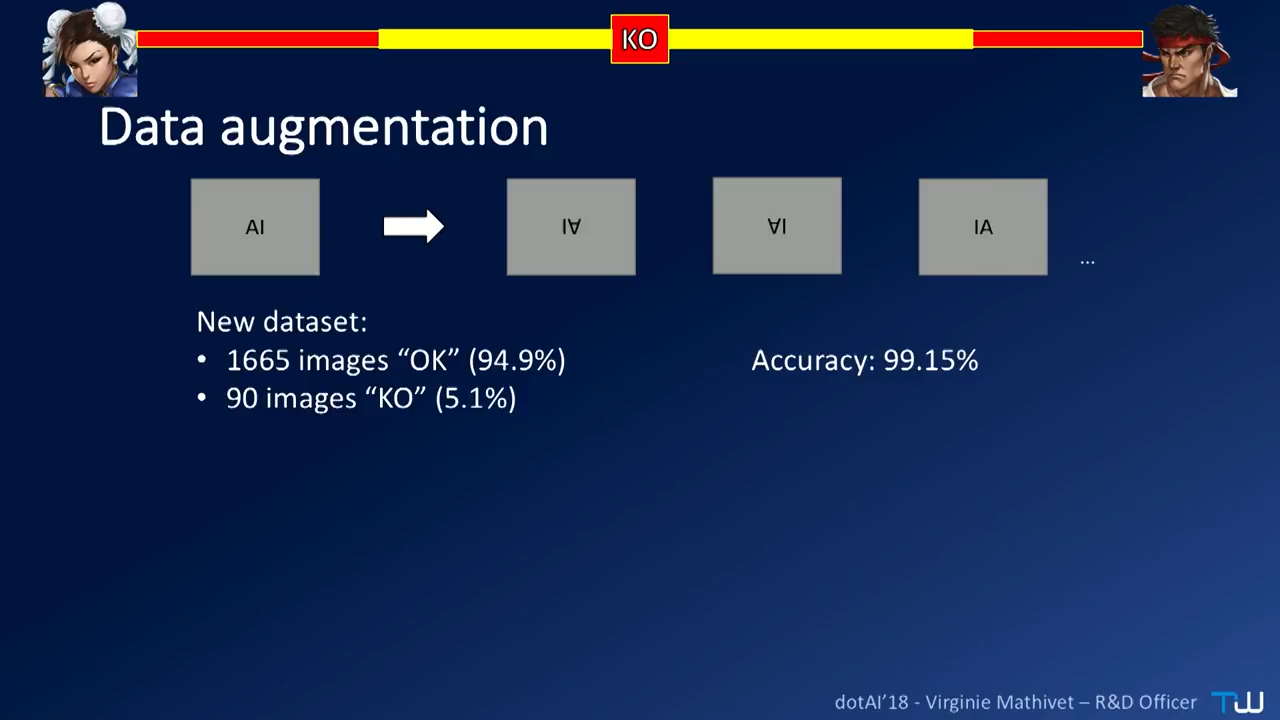 KO
Data augmentation
AI
I∀
∀I
IA
...
New dataset:
• 1665 images “OK” (94.9%)
• 90 images “KO” (5.1%)
Accuracy: 99.15%
dotAI’18 - Virginie Mathivet – R&D Officer
TW